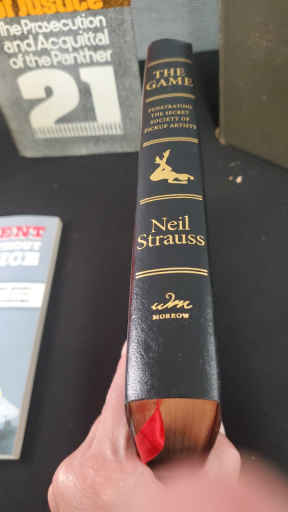 of Justice
The Prosecution
and Acquittal
of the Panther
21
THE
GAME
PENETRATING
THE SECRET
SOCIETY OF
PICKUP ARTISTS
Neil
Strauss
wm
MORROW
ENT